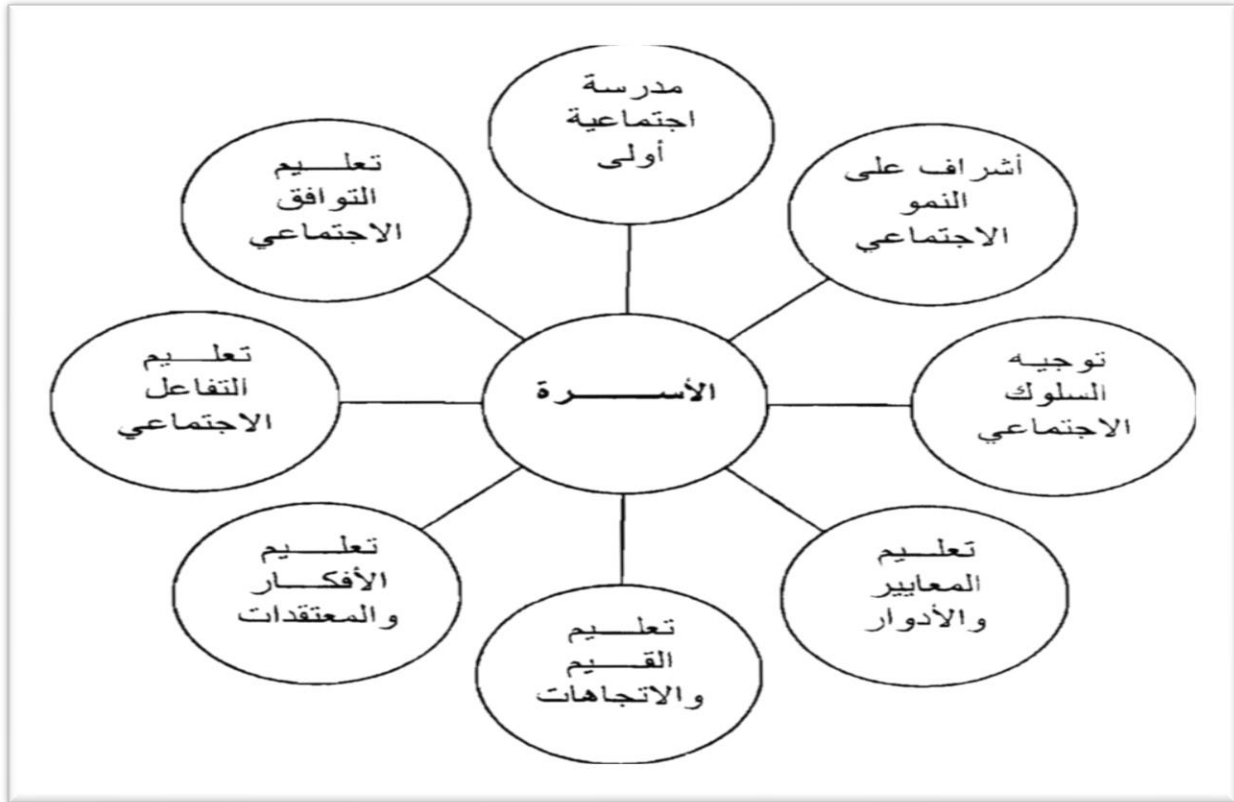 مدرسة
اجتماعية
أولى
أشراف على
النمو
الاجتماعي
توجيه
السلوك
الاجتماعي
تعليم
المعايير
والأدوار
تعليم
القيم
والاتجاهات
تعليم
الأفكار
والمعتقدات
تعليم
التفاعل
الاجتماعي
تعليم
التوافق
الاجتماعي
الأسرة